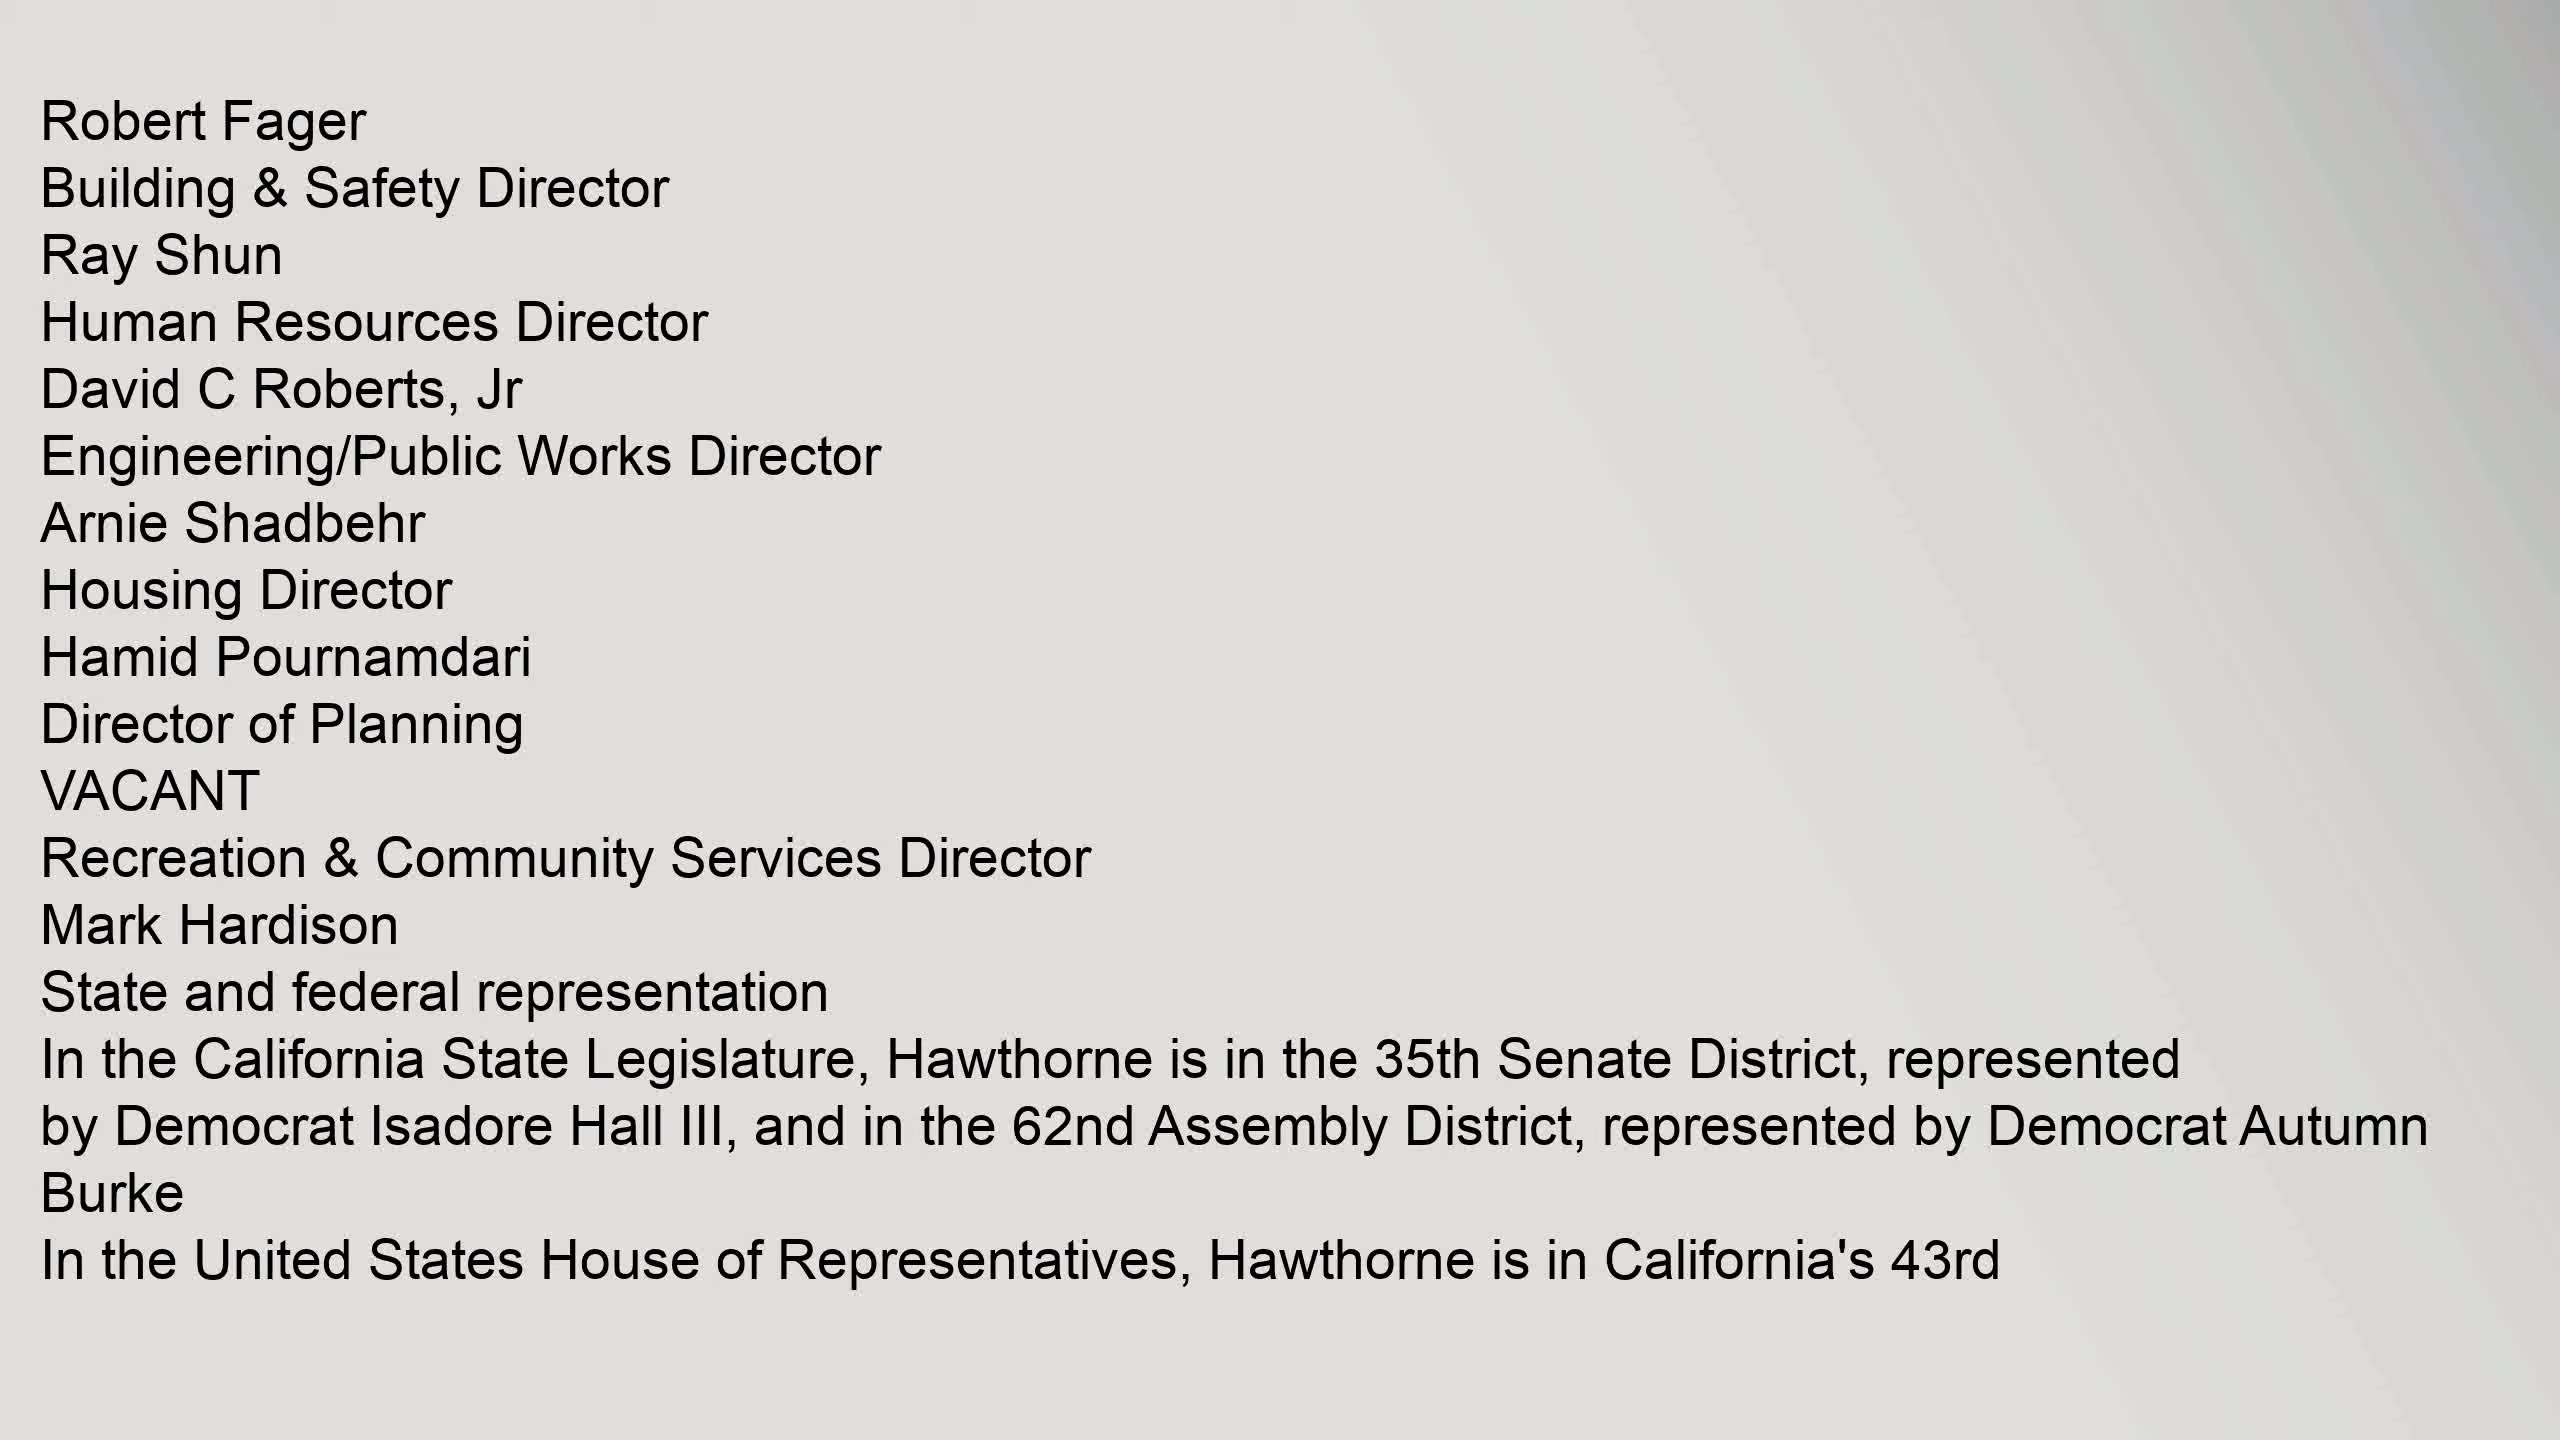 Robert Fager
Building & Safety Director
Ray Shun
Human Resources Director
David C Roberts, Jr
Engineering/Public Works Director
Arnie Shadbehr
Housing Director
Hamid Pournamdari
Director of Planning
VACANT
Recreation & Community Services Director
Mark Hardison
State and federal representation
In the California State Legislature, Hawthorne is in the 35th Senate District, represented
by Democrat Isadore Hall III, and in the 62nd Assembly District, represented by Democrat Autumn
Burke
In the United States House of Representatives, Hawthorne is in California's 43rd